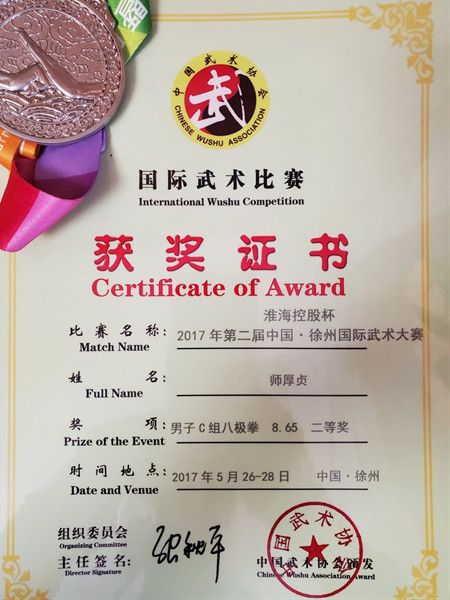 中国武术协会
武
CHINESE WUSHU ASSOCIATION
国际武术比赛
International Wushu Competition
获奖证书
Certificate of Award
淮海控股杯
比赛名称： 2017年第二届中国·徐州国际武术大赛
Match Name
姓名： 师厚贞
Full Name
奖项： 男子C组八极拳 8.65 二等奖
Prize of the Event
时间地点： 2017年5月26-28日 中国·徐州
Date and Venue
组织委员会
Organizing Committee
主任签名：
Director Signature
中国武术协会颁发
Chinese Wushu Association Award
中国武术协会